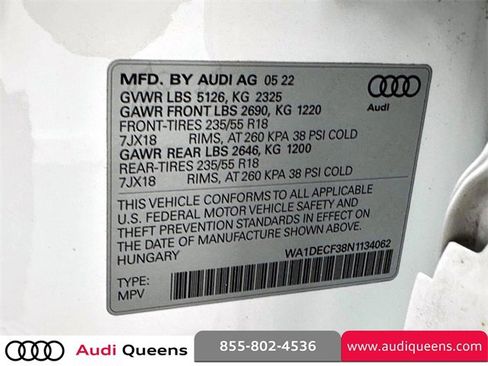 MFD. BY AUDI AG 05 22
GVWR LBS 5126, KG 2325
GAWR FRONT LBS 2690, KG 1220
FRONT-TIRES 235/55 R18
7JX18 RIMS, AT 260 KPA 38 PSI COLD
GAWR REAR LBS 2646, KG 1200
REAR-TIRES 235/55 R18
7JX18 RIMS, AT 260 KPA 38 PSI COLD
Audi
THIS VEHICLE CONFORMS TO ALL APPLICABLE
U.S. FEDERAL MOTOR VEHICLE SAFETY AND
THEFT PREVENTION STANDARDS IN EFFECT ON
THE DATE OF MANUFACTURE SHOWN ABOVE
HUNGARY
WA1DECF38N1134062
TYPE:
MPV
Audi Queens
855-802-4536
www.audiqueens.com